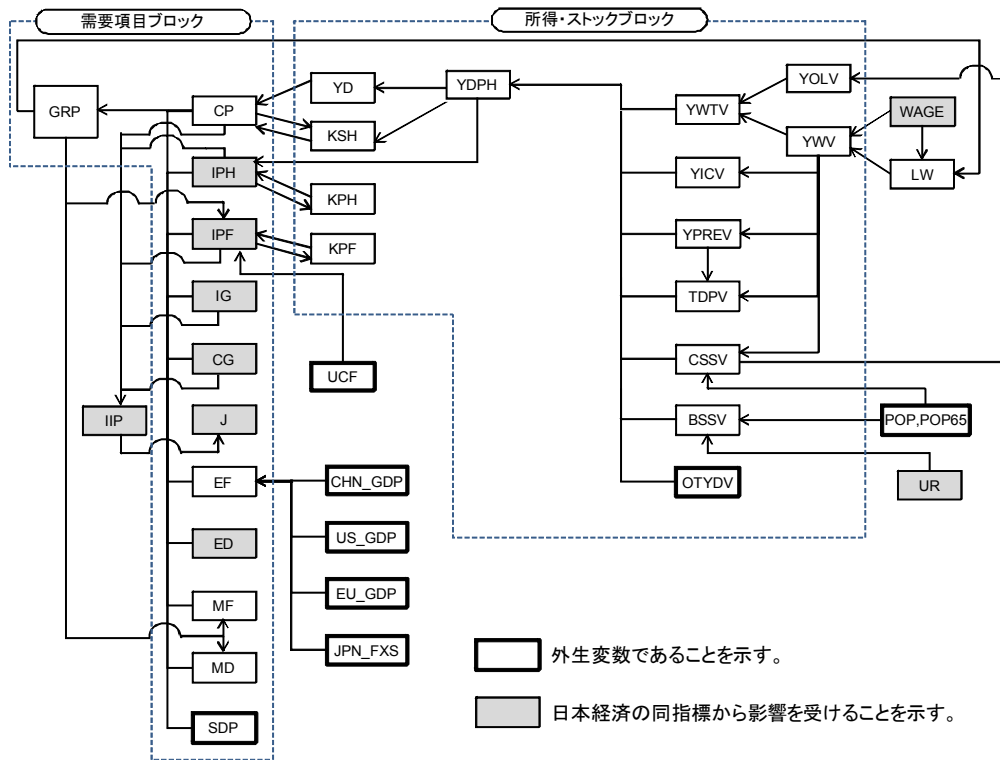 需要項目ブロック
所得・ストックブロック
GRP
CP
IPH
IPF
IG
CG
IIP
J
EF
ED
MF
MD
SDP
YD
KSH
KPH
KPF
UCF
CHN_GDP
US_GDP
EU_GDP
JPN_FXS
YDPH
YWTV
YICV
YPREV
TDPV
CSSV
BSSV
OTYDV
YOLV
YWV
WAGE
LW
POP,POP65
UR
外生変数であることを示す。
日本経済の同指標から影響を受けることを示す。